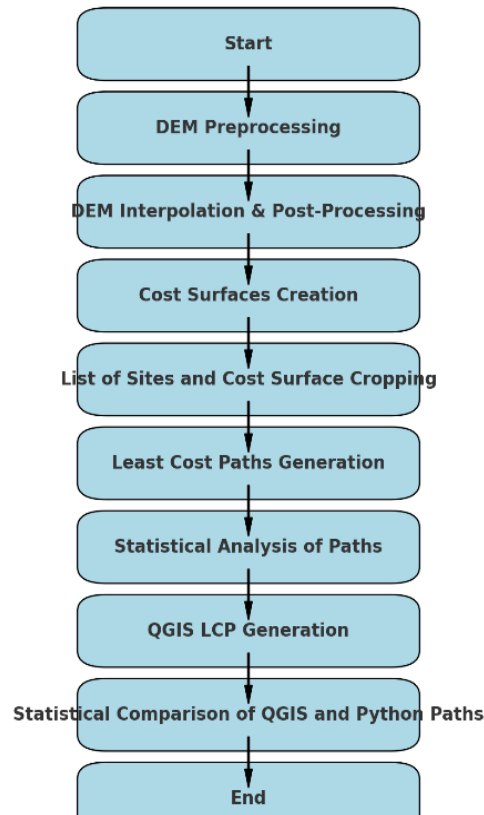 Start
DEM Preprocessing
DEM Interpolation & Post-Processing
Cost Surfaces Creation
List of Sites and Cost Surface Cropping
Least Cost Paths Generation
Statistical Analysis of Paths
QGIS LCP Generation
Statistical Comparison of QGIS and Python Paths
End